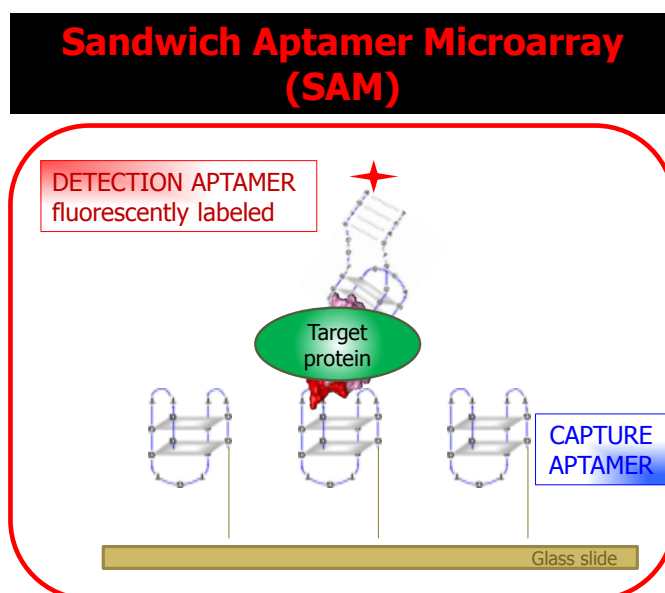 Sandwich Aptamer Microarray
(SAM)
DETECTION APTAMER
fluorescently labeled
Target
protein
CAPTURE
APTAMER
Glass slide